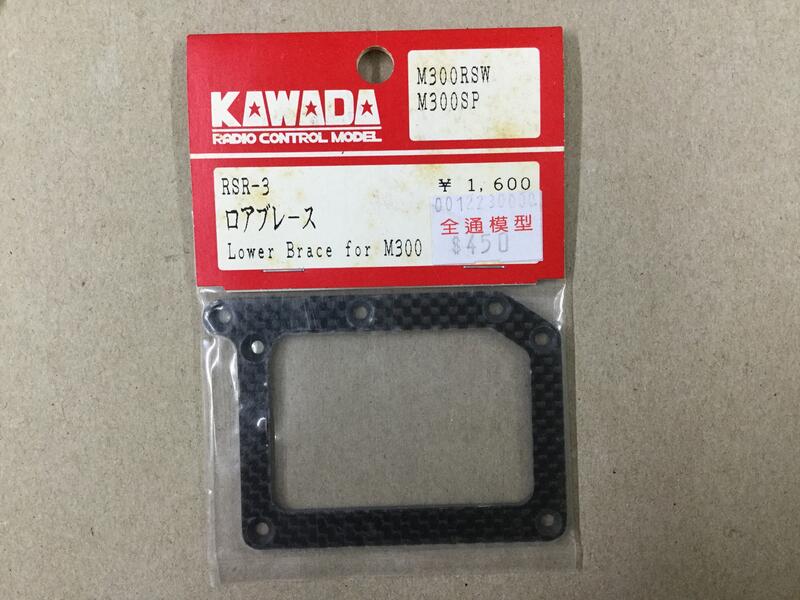 KAWADA
RADIO CONTROL MODEL
M300RSW
M300SP
RSR-3
¥ 1,600
ロアブレース
Lower Brace for M300
全通模型
$450